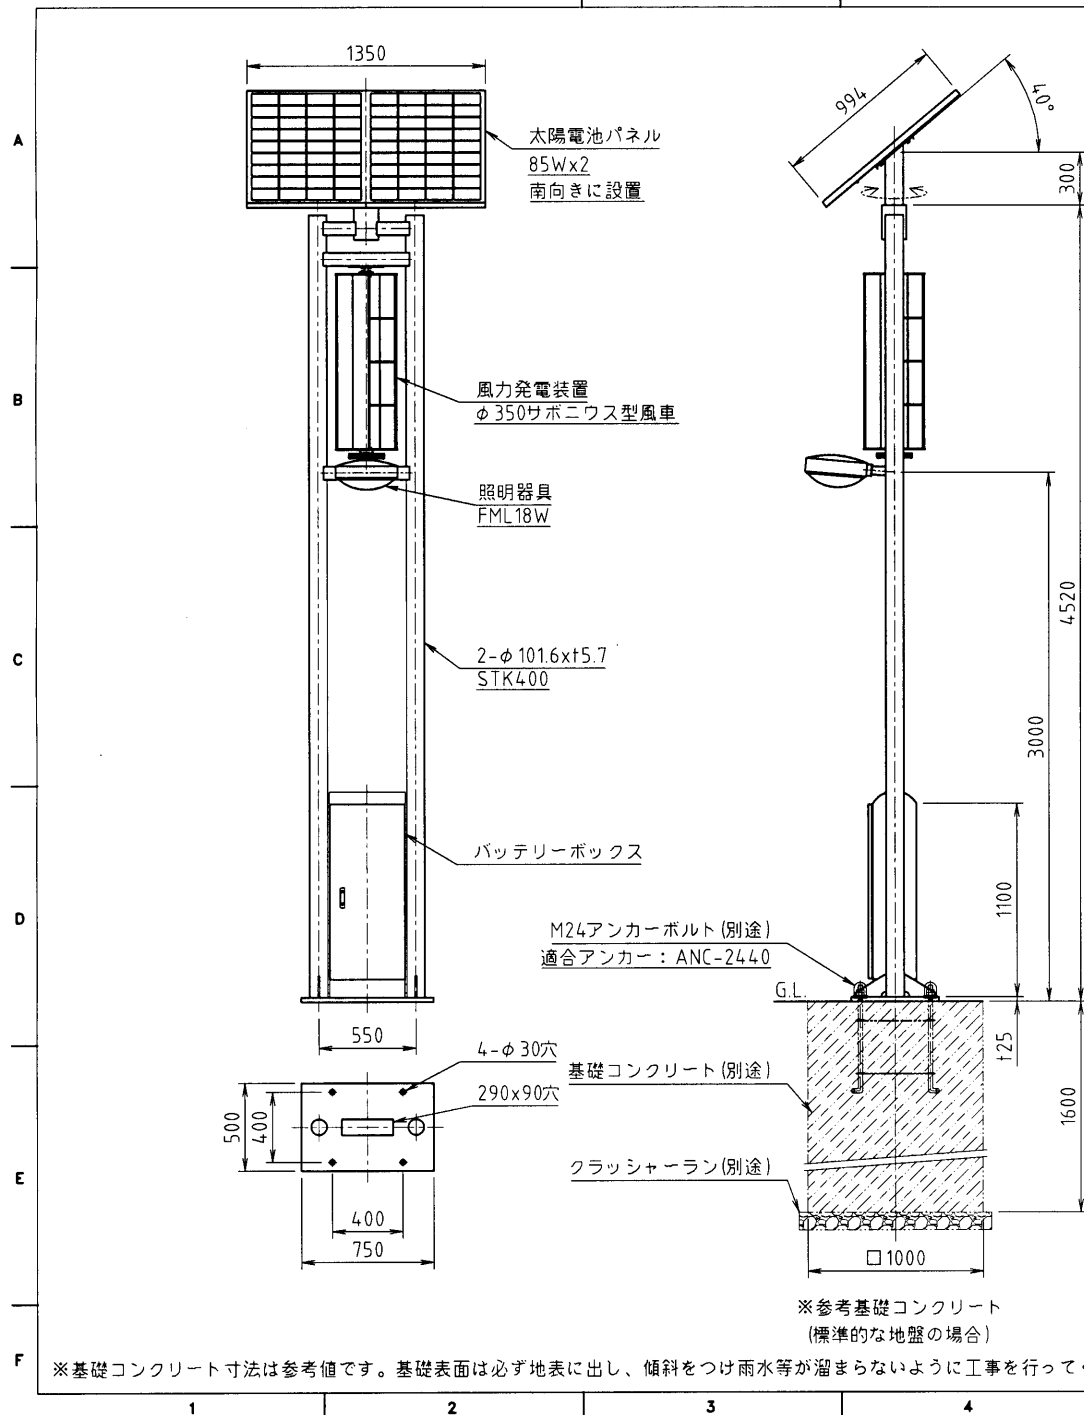 1350
太陽電池パネル
85Wx2
南向きに設置
994
40°
300
風力発電装置
φ350サボニウス型風車
照明器具
FML18W
2-φ101.6xt5.7
STK400
4520
3000
バッテリーボックス
1100
M24アンカーボルト(別途)
適合アンカー：ANC-2440
G.L.
t25
550
4-φ30穴
290x90穴
500
400
400
750
基礎コンクリート(別途)
1600
クラッシャーラン(別途)
□1000
※参考基礎コンクリート
(標準的な地盤の場合)
※基礎コンクリート寸法は参考値です。基礎表面は必ず地表に出し、傾斜をつけ雨水等が溜まらないように工事を行って
A
B
C
D
E
F
1
2
3
4